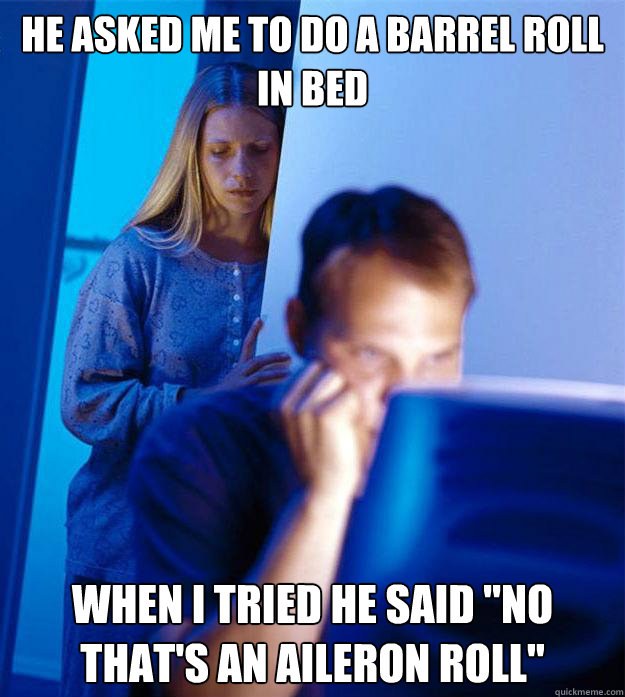 HE ASKED ME TO DO A BARREL ROLL
IN BED
WHEN I TRIED HE SAID "NO
THAT'S AN AILERON ROLL"
quickmeme.com